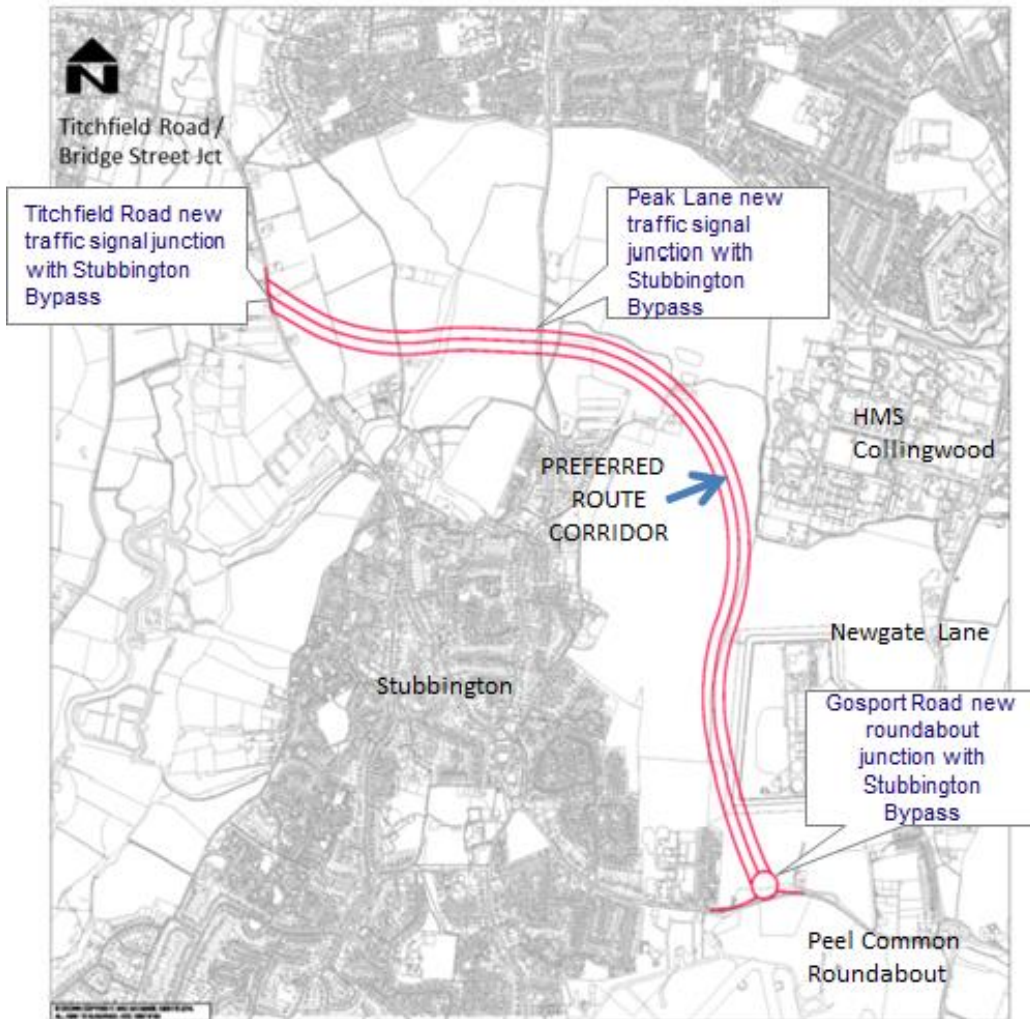 N
Titchfield Road /
Bridge Street Jct
Titchfield Road new
traffic signal junction
with Stubbington
Bypass
Peak Lane new
traffic signal
junction with
Stubbington
Bypass
HMS
Collingwood
PREFERRED
ROUTE
CORRIDOR
Newgate Lane
Stubbington
Gosport Road new
roundabout
junction with
Stubbington
Bypass
Peel Common
Roundabout